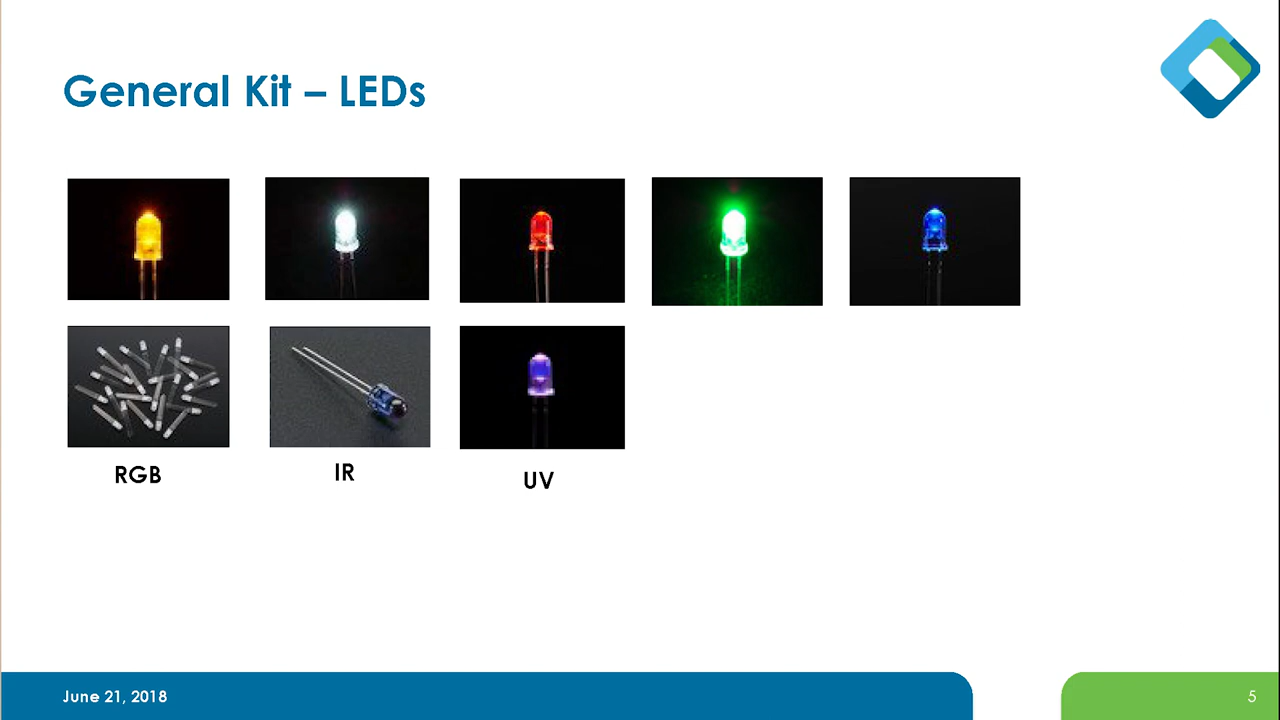 General Kit – LEDs
RGB
IR
UV
June 21, 2018
5